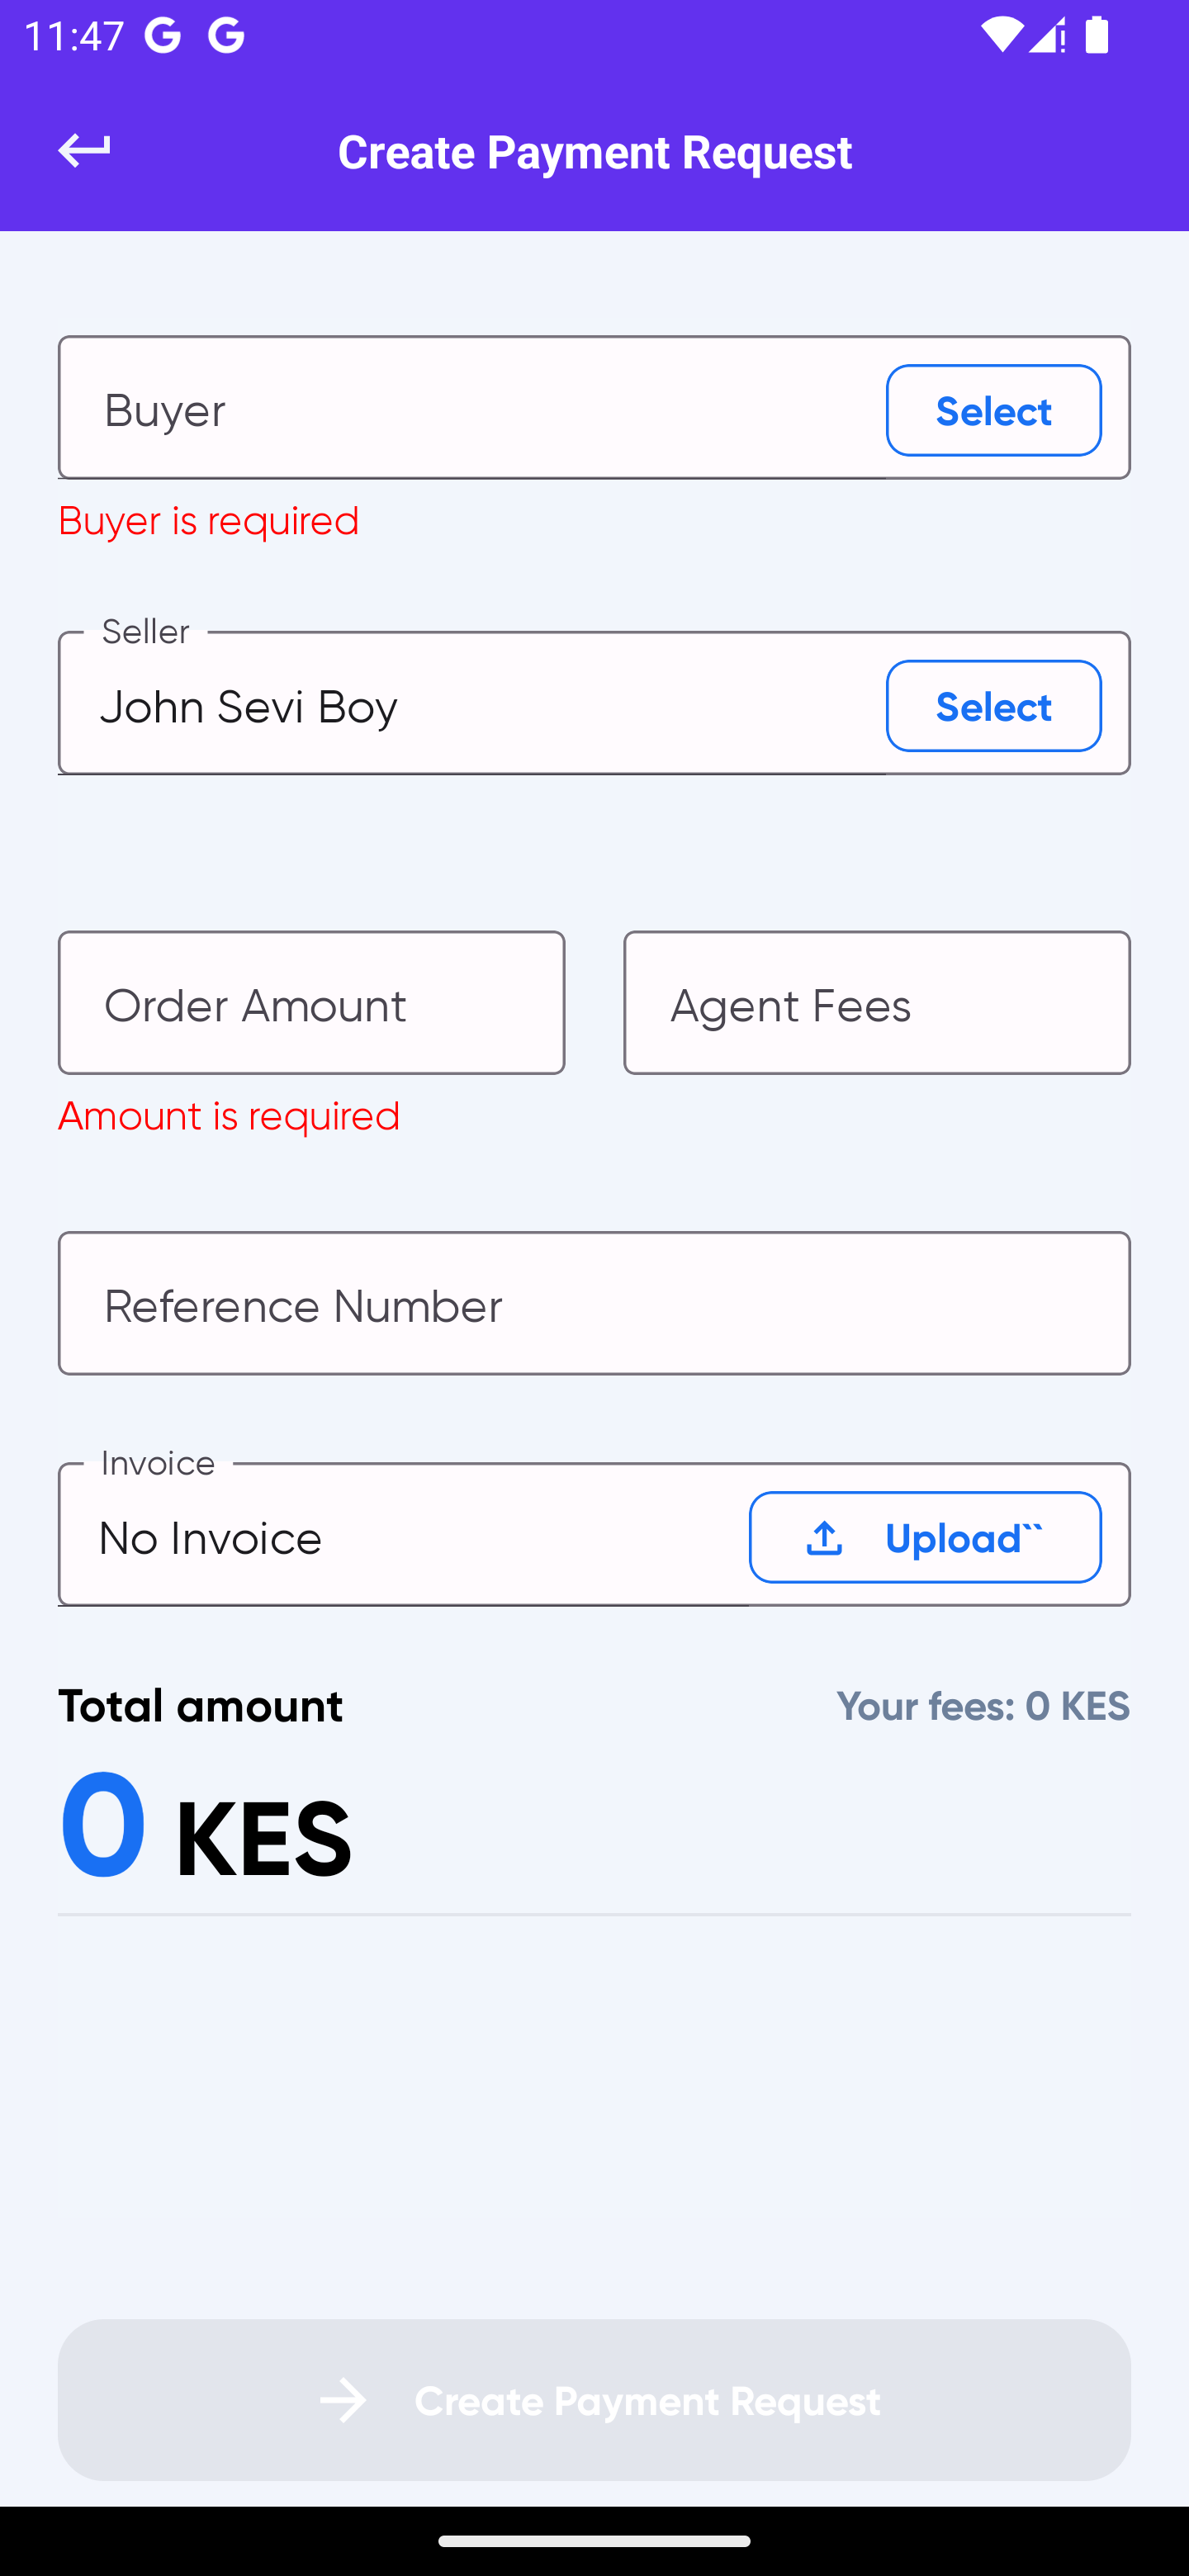 11:47 G G
Create Payment Request
Buyer
Select
Buyer is required
Seller
John Sevi Boy
Select
Order Amount
Agent Fees
Amount is required
Reference Number
Invoice
No Invoice
Upload``
Total amount
Your fees: 0 KES
0 KES
Create Payment Request